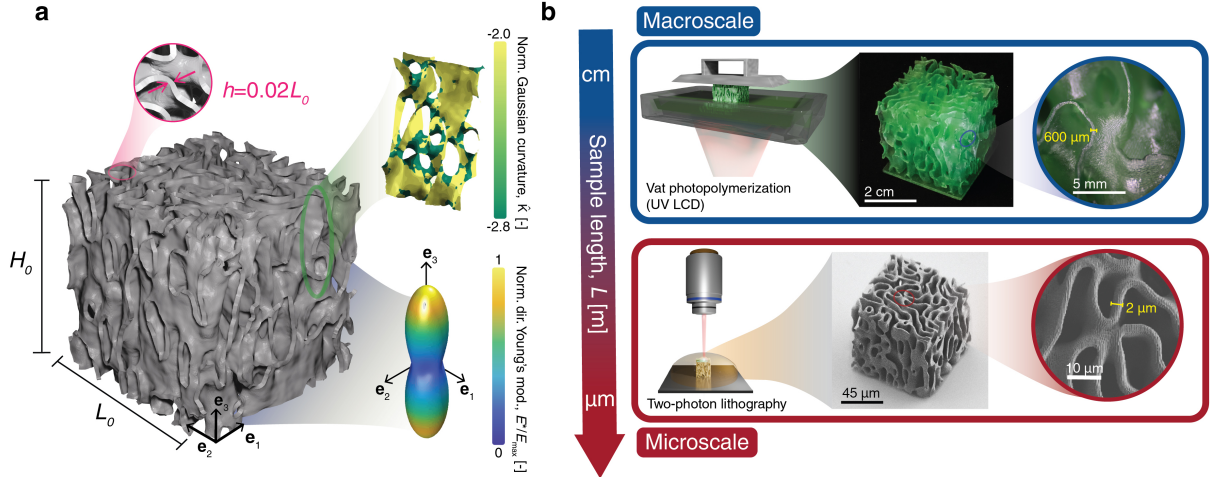 a
h=0.02L₀
-2.0
Norm. Gaussian curvature, K̂ [-]
-2.8
H₀
L₀
e₃
e₂
e₁
e₃
e₂
e₁
1
Norm. dir. Young's mod., E*/Eₘₐₓ [-]
0
b
Macroscale
cm
Sample length, L [m]
μm
Vat photopolymerization
(UV LCD)
2 cm
600 μm
5 mm
Two-photon lithography
45 μm
2 μm
10 μm
Microscale